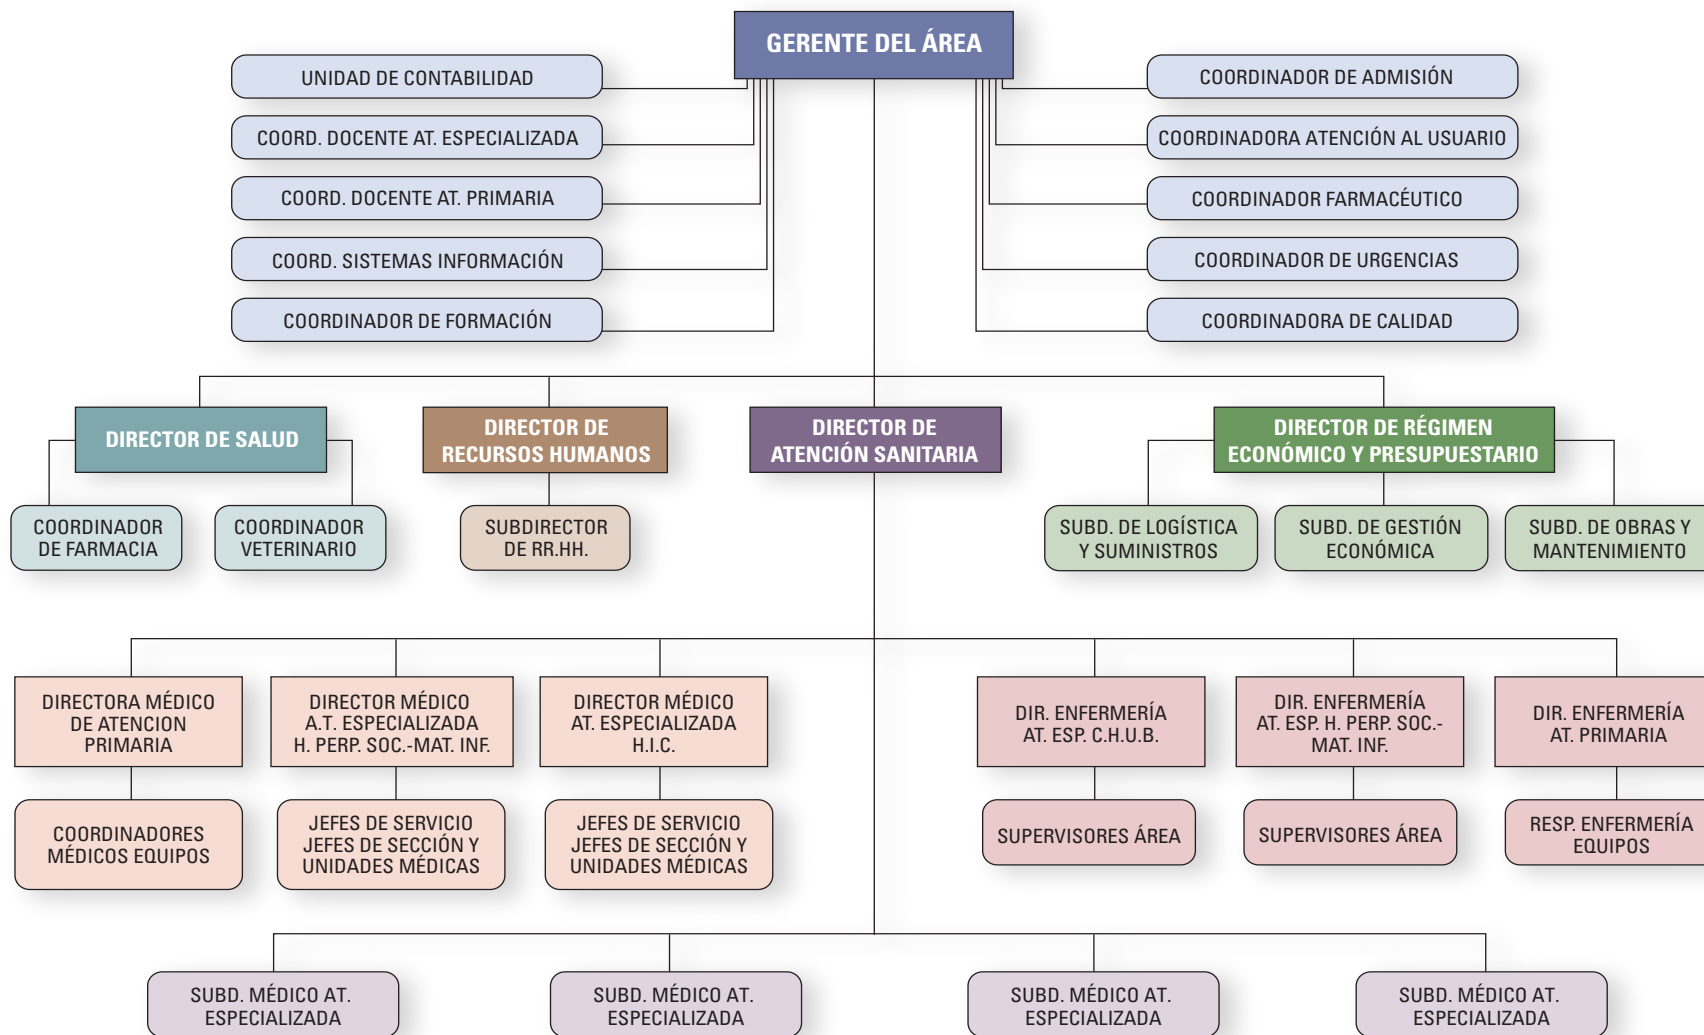 GERENTE DEL ÁREA
UNIDAD DE CONTABILIDAD
COORD. DOCENTE AT. ESPECIALIZADA
COORD. DOCENTE AT. PRIMARIA
COORD. SISTEMAS INFORMACIÓN
COORDINADOR DE FORMACIÓN
COORDINADOR DE ADMISIÓN
COORDINADORA ATENCIÓN AL USUARIO
COORDINADOR FARMACÉUTICO
COORDINADOR DE URGENCIAS
COORDINADORA DE CALIDAD
DIRECTOR DE SALUD
DIRECTOR DE
RECURSOS HUMANOS
DIRECTOR DE
ATENCIÓN SANITARIA
DIRECTOR DE RÉGIMEN
ECONÓMICO Y PRESUPUESTARIO
COORDINADOR
DE FARMACIA
COORDINADOR
VETERINARIO
SUBDIRECTOR
DE RR.HH.
SUBD. DE LOGÍSTICA
Y SUMINISTROS
SUBD. DE GESTIÓN
ECONÓMICA
SUBD. DE OBRAS Y
MANTENIMIENTO
DIRECTORA MÉDICO
DE ATENCION
PRIMARIA
DIRECTOR MÉDICO
A.T. ESPECIALIZADA
H. PERP. SOC.-MAT. INF.
DIRECTOR MÉDICO
AT. ESPECIALIZADA
H.I.C.
DIR. ENFERMERÍA
AT. ESP. C.H.U.B.
DIR. ENFERMERÍA
AT. ESP. H. PERP. SOC.-
MAT. INF.
DIR. ENFERMERÍA
AT. PRIMARIA
COORDINADORES
MÉDICOS EQUIPOS
JEFES DE SERVICIO
JEFES DE SECCIÓN Y
UNIDADES MÉDICAS
JEFES DE SERVICIO
JEFES DE SECCIÓN Y
UNIDADES MÉDICAS
SUPERVISORES ÁREA
SUPERVISORES ÁREA
RESP. ENFERMERÍA
EQUIPOS
SUBD. MÉDICO AT.
ESPECIALIZADA
SUBD. MÉDICO AT.
ESPECIALIZADA
SUBD. MÉDICO AT.
ESPECIALIZADA
SUBD. MÉDICO AT.
ESPECIALIZADA